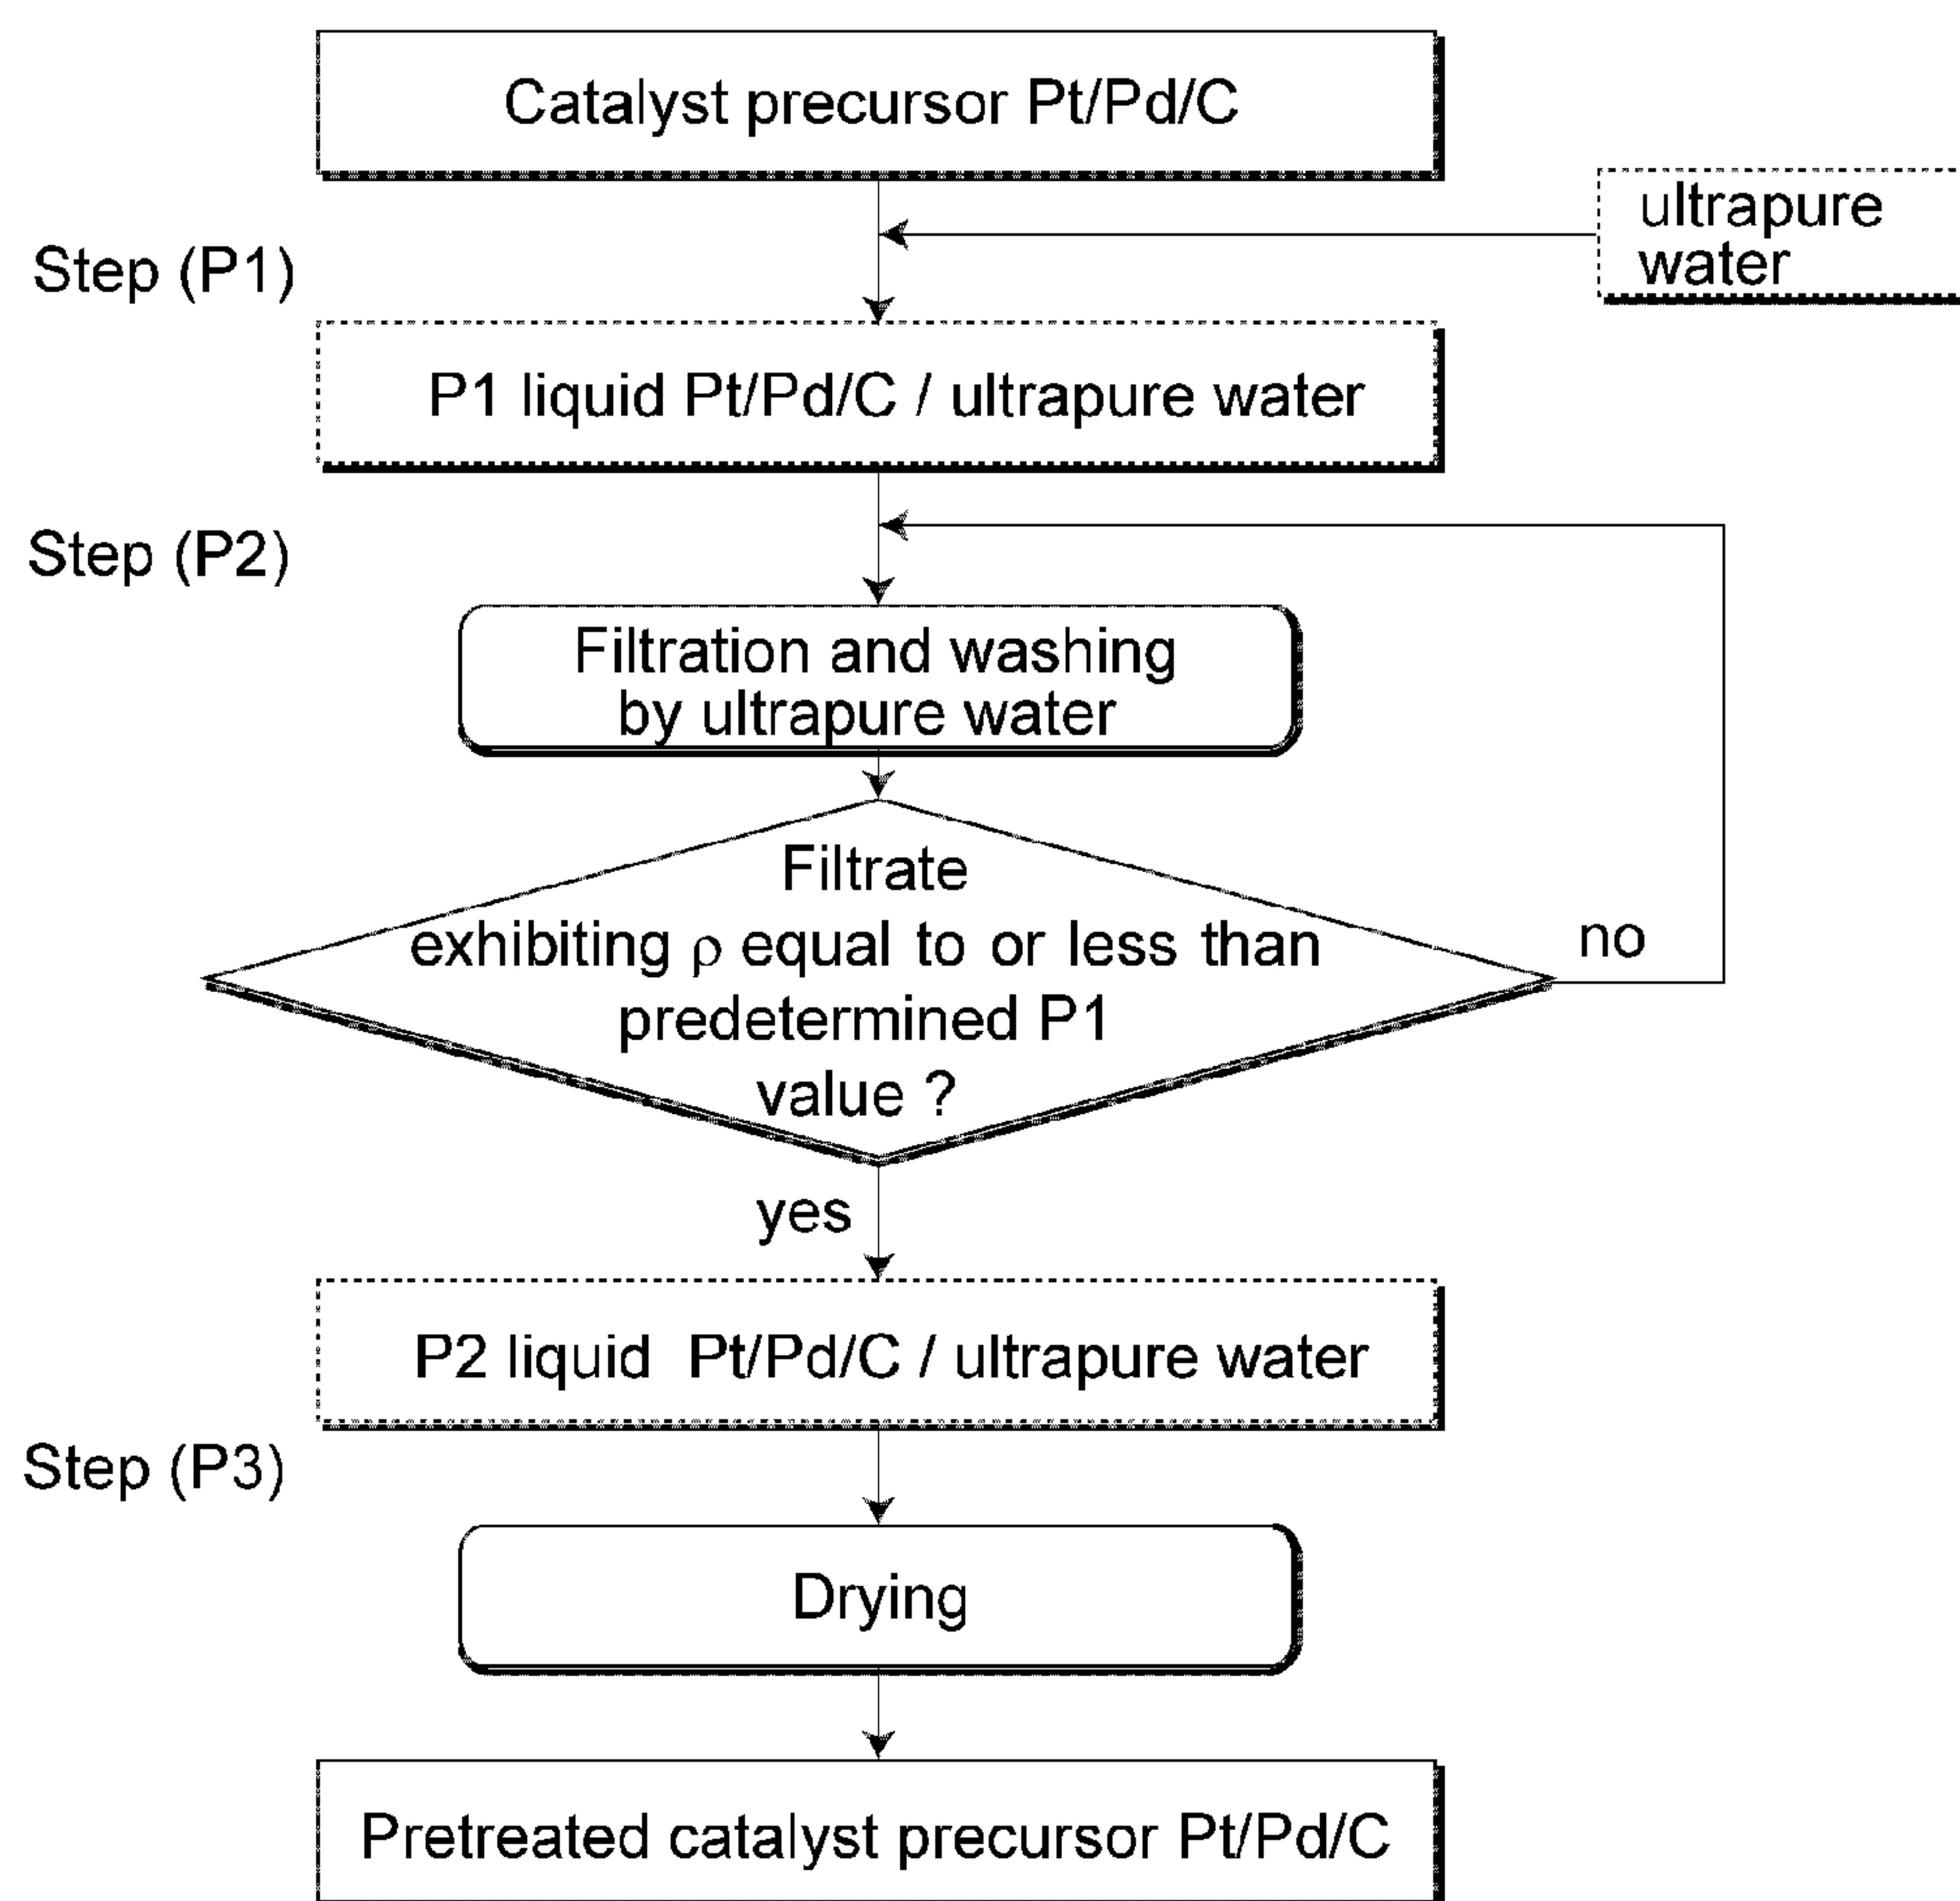 Catalyst precursor Pt/Pd/C
ultrapure
water
Step (P1)
P1 liquid Pt/Pd/C / ultrapure water
Step (P2)
Filtration and washing
by ultrapure water
Filtrate
exhibiting ρ equal to or less than
predetermined P1
value ?
no
yes
P2 liquid Pt/Pd/C / ultrapure water
Step (P3)
Drying
Pretreated catalyst precursor Pt/Pd/C